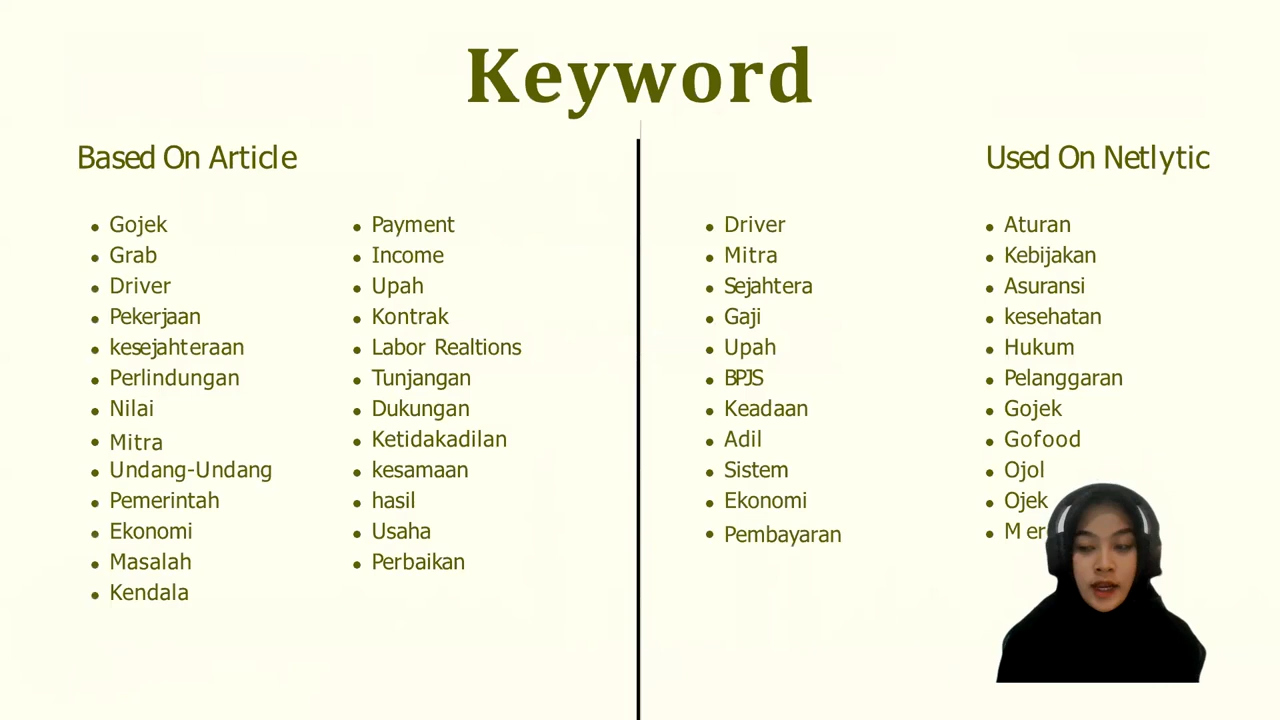 Keyword
Based On Article
Gojek
Grab
Driver
Pekerjaan
kesejahteraan
Perlindungan
Nilai
Mitra
Undang-Undang
Pemerintah
Ekonomi
Masalah
Kendala
Payment
Income
Upah
Kontrak
Labor Realtions
Tunjangan
Dukungan
Ketidakadilan
kesamaan
hasil
Usaha
Perbaikan
Used On Netlytic
Driver
Mitra
Sejahtera
Gaji
Upah
BPJS
Keadaan
Adil
Sistem
Ekonomi
Pembayaran
Aturan
Kebijakan
Asuransi
kesehatan
Hukum
Pelanggaran
Gojek
Gofood
Ojol
Ojek